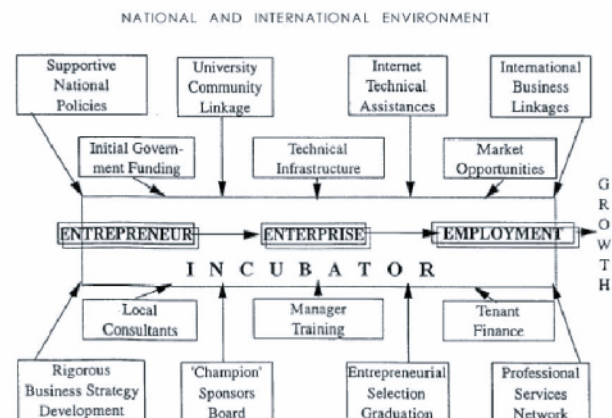 NATIONAL AND INTERNATIONAL ENVIRONMENT
Supportive
National
Policies
University
Community
Linkage
Internet
Technical
Assistances
International
Business
Linkages
Initial Govern-
ment Funding
Technical
Infrastructure
Market
Opportunities
ENTREPRENEUR
ENTERPRISE
EMPLOYMENT
GROWTH
INCUBATOR
Local
Consultants
Manager
Training
Tenant
Finance
Rigorous
Business Strategy
Development
'Champion'
Sponsors
Board
Entrepreneurial
Selection
Graduation
Professional
Services
Network